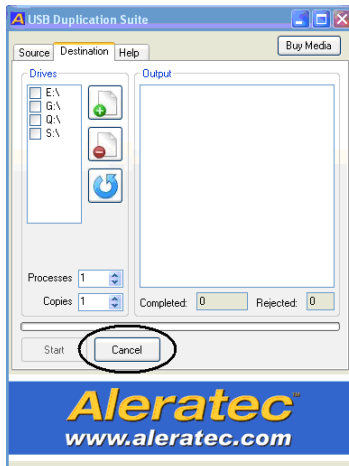 USB Duplication Suite
Source Destination Help Buy Media
Drives
E:\
G:\
Q:\
S:\
Output
Processes 1
Copies 1
Completed: 0 Rejected: 0
Start Cancel
Aleratec™
www.aleratec.com